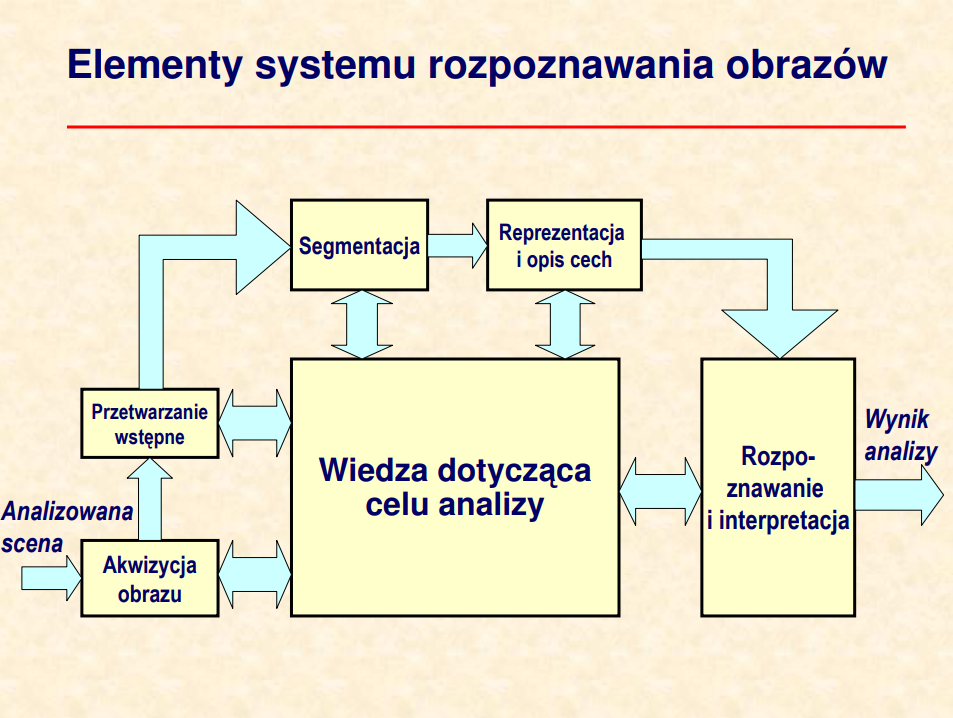 Elementy systemu rozpoznawania obrazów
Segmentacja
Reprezentacja
i opis cech
Przetwarzanie
wstępne
Wiedza dotycząca
celu analizy
Rozpo-
znawanie
i interpretacja
Wynik
analizy
Analizowana
scena
Akwizycja
obrazu